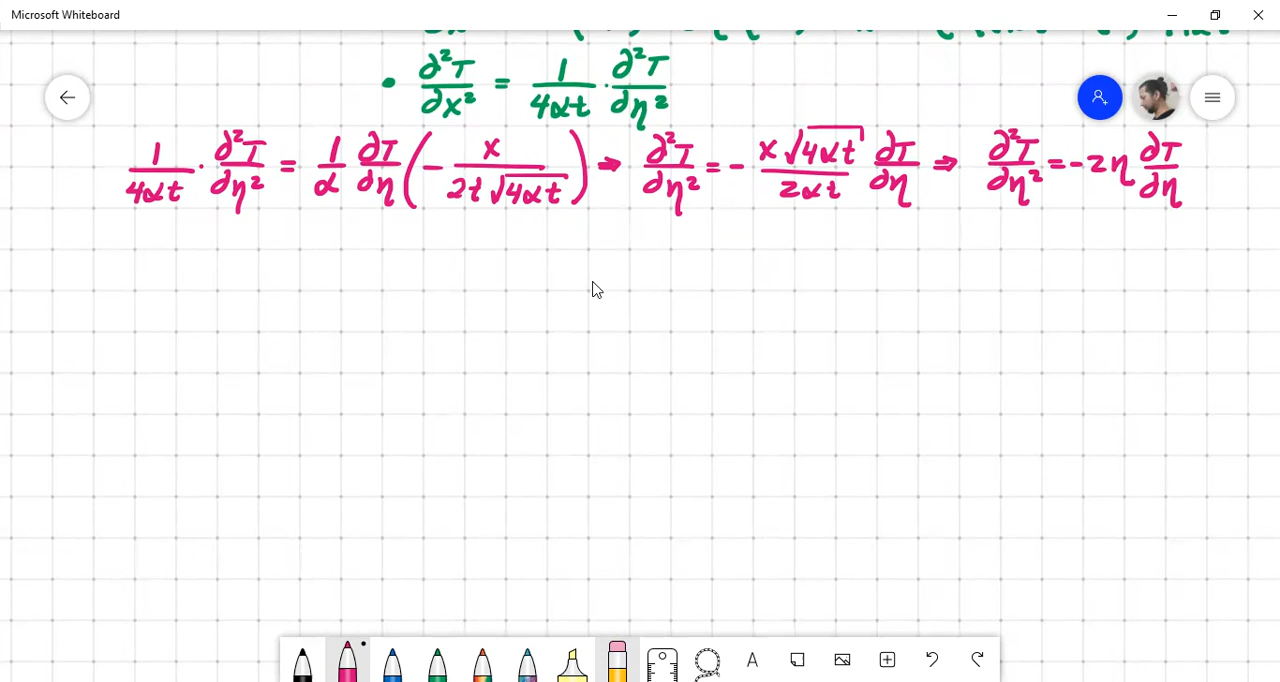 Microsoft Whiteboard
• ∂²T/∂x² = 1/4αt · ∂²T/∂η²
1/4αt · ∂²T/∂η² = 1/α ∂T/∂η (- x/2t√4αt) ⇒ ∂²T/∂η² = - x√4αt/2αt ∂T/∂η ⇒ ∂²T/∂η² = -2η ∂T/∂η
A